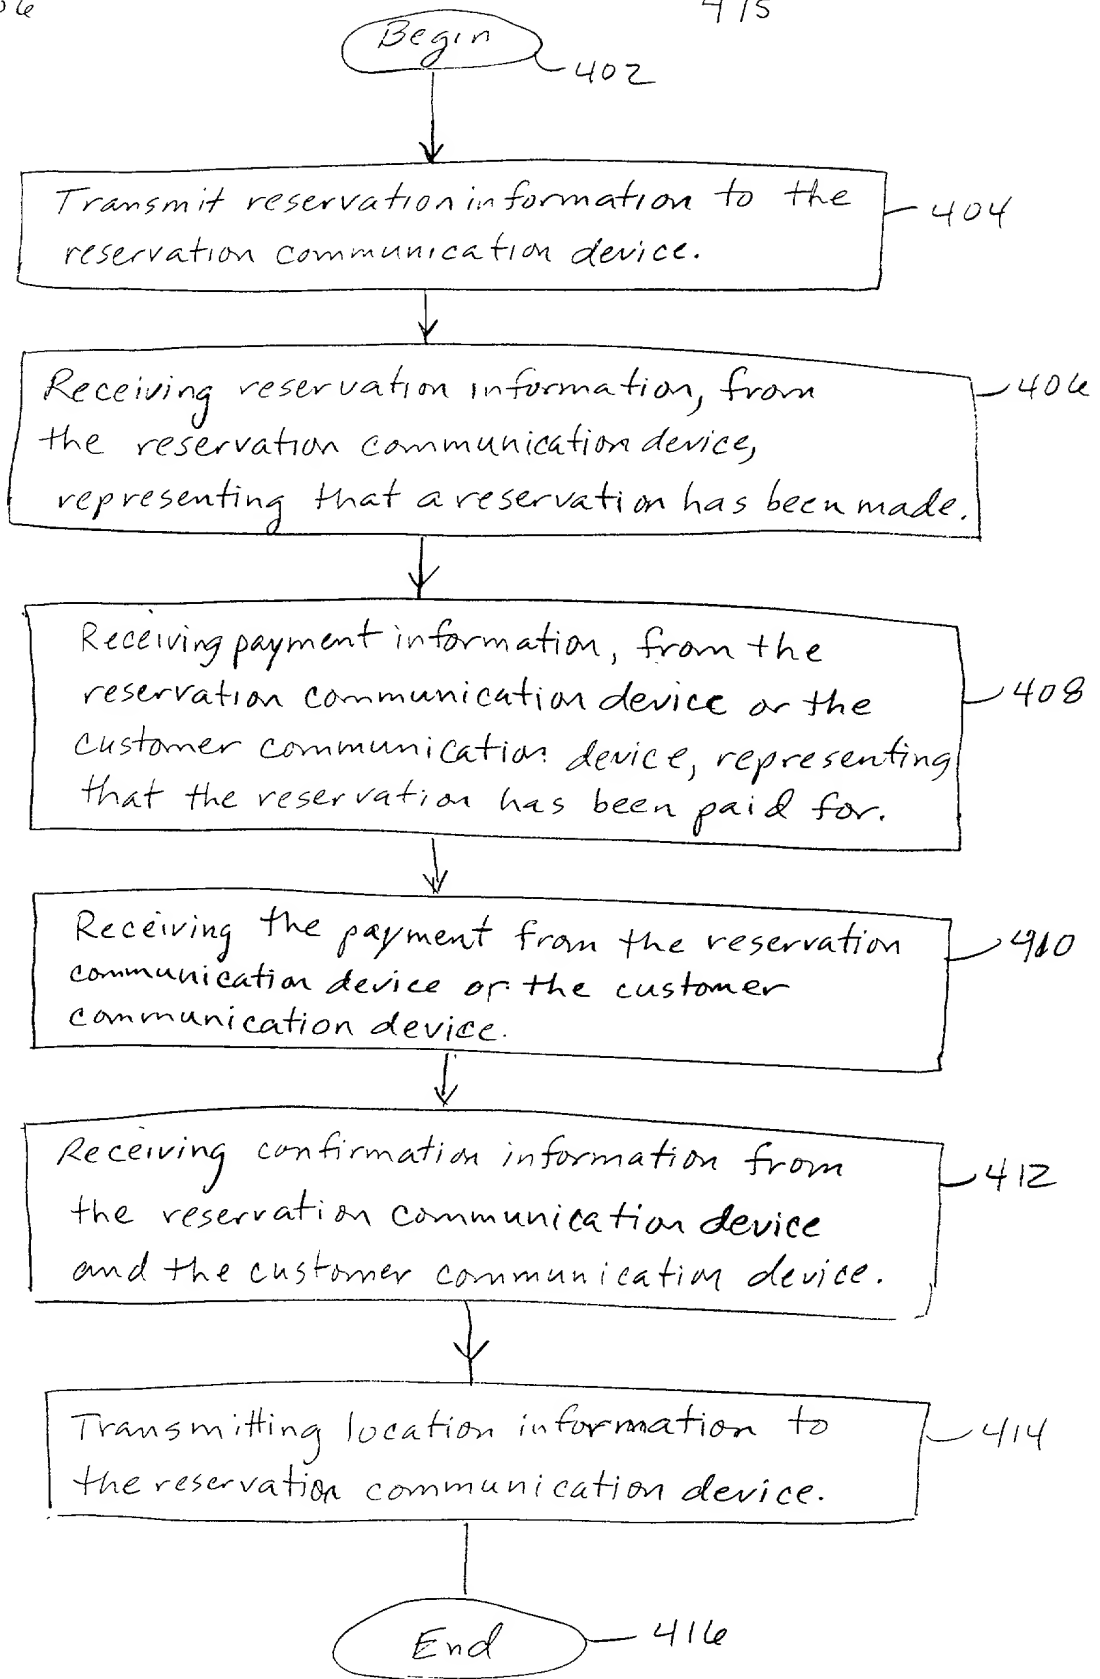 415
Begin
402
Transmit reservation information to the
reservation communication device.
404
Receiving reservation information, from
the reservation communication device,
representing that a reservation has been made.
406
Receiving payment information, from the
reservation communication device or the
customer communication device, representing
that the reservation has been paid for.
408
Receiving the payment from the reservation
communication device or the customer
communication device.
410
Receiving confirmation information from
the reservation communication device
and the customer communication device.
412
Transmitting location information to
the reservation communication device.
414
End
416